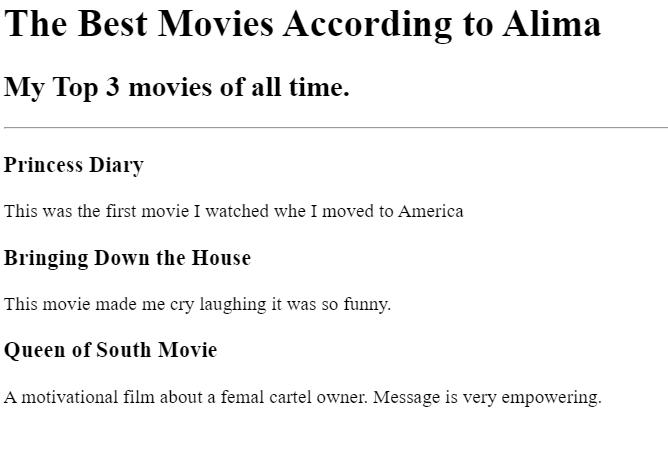 The Best Movies According to Alima
My Top 3 movies of all time.
Princess Diary
This was the first movie I watched whe I moved to America
Bringing Down the House
This movie made me cry laughing it was so funny.
Queen of South Movie
A motivational film about a femal cartel owner. Message is very empowering.